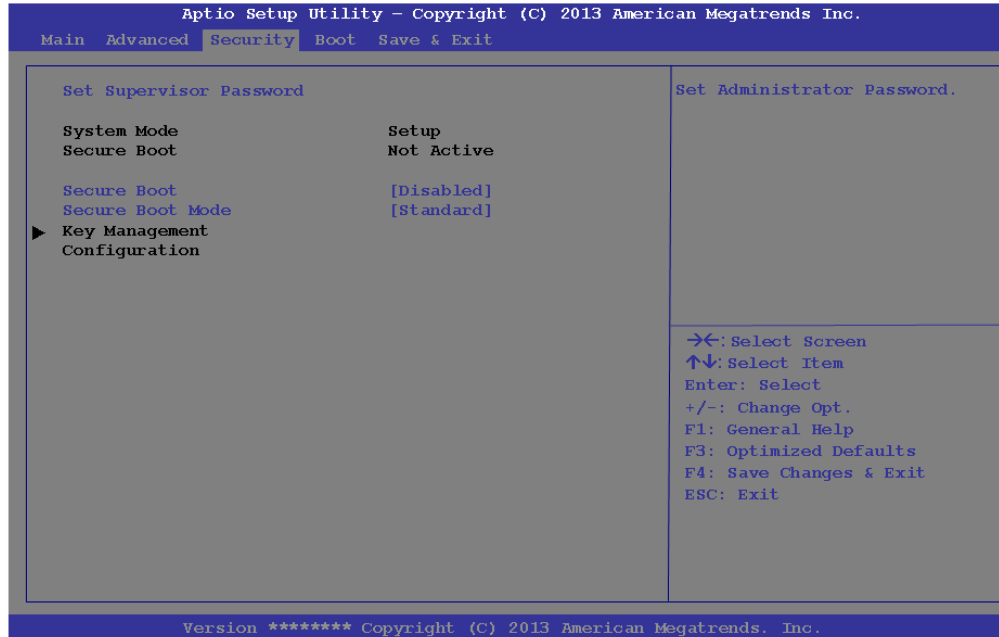 Aptio Setup Utility – Copyright (C) 2013 American Megatrends Inc.
Main Advanced Security Boot Save & Exit
Set Supervisor Password
System Mode Setup
Secure Boot Not Active
Secure Boot [Disabled]
Secure Boot Mode [Standard]
▶ Key Management
Configuration
Set Administrator Password.
→←: Select Screen
↑↓: Select Item
Enter: Select
+/-: Change Opt.
F1: General Help
F3: Optimized Defaults
F4: Save Changes & Exit
ESC: Exit
Version ******** Copyright (C) 2013 American Megatrends. Inc.